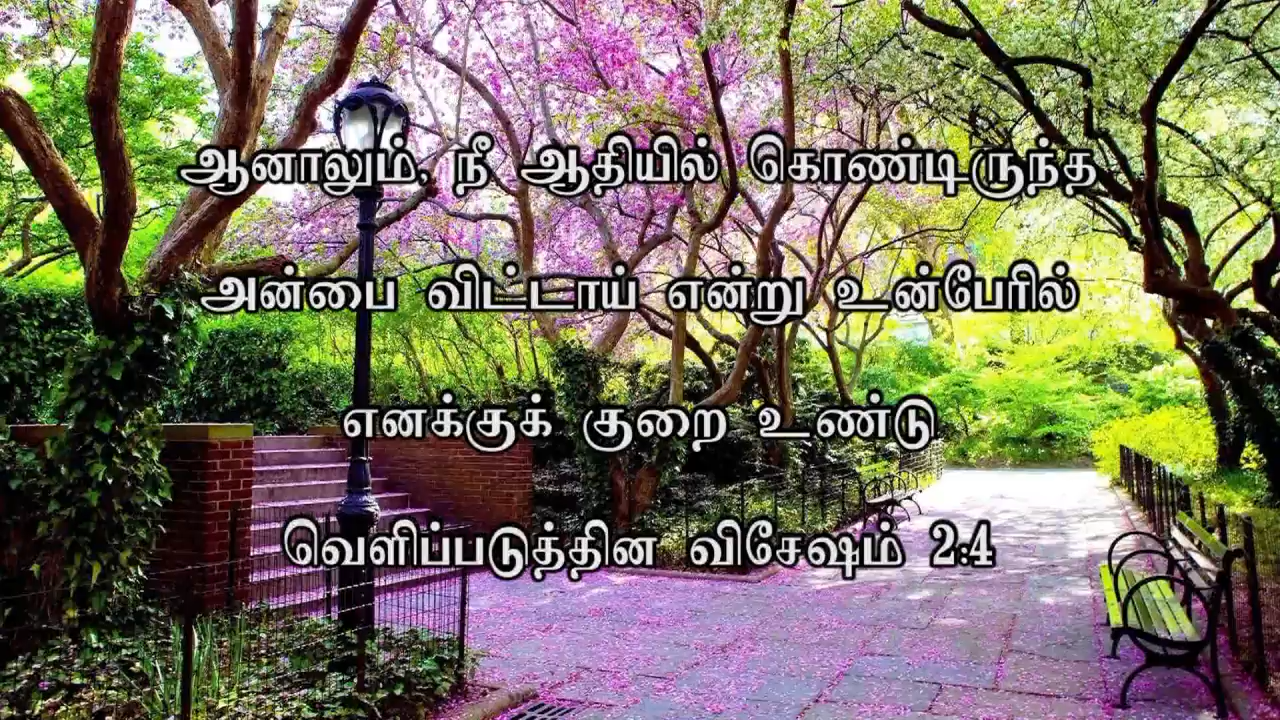 ஆனாலும், நீ ஆதியில் கொண்டிருந்த
அன்பை விட்டாய் என்று உன்பேரில்
எனக்குக் குறை உண்டு
வெளிப்படுத்தின விசேஷம் 2:4